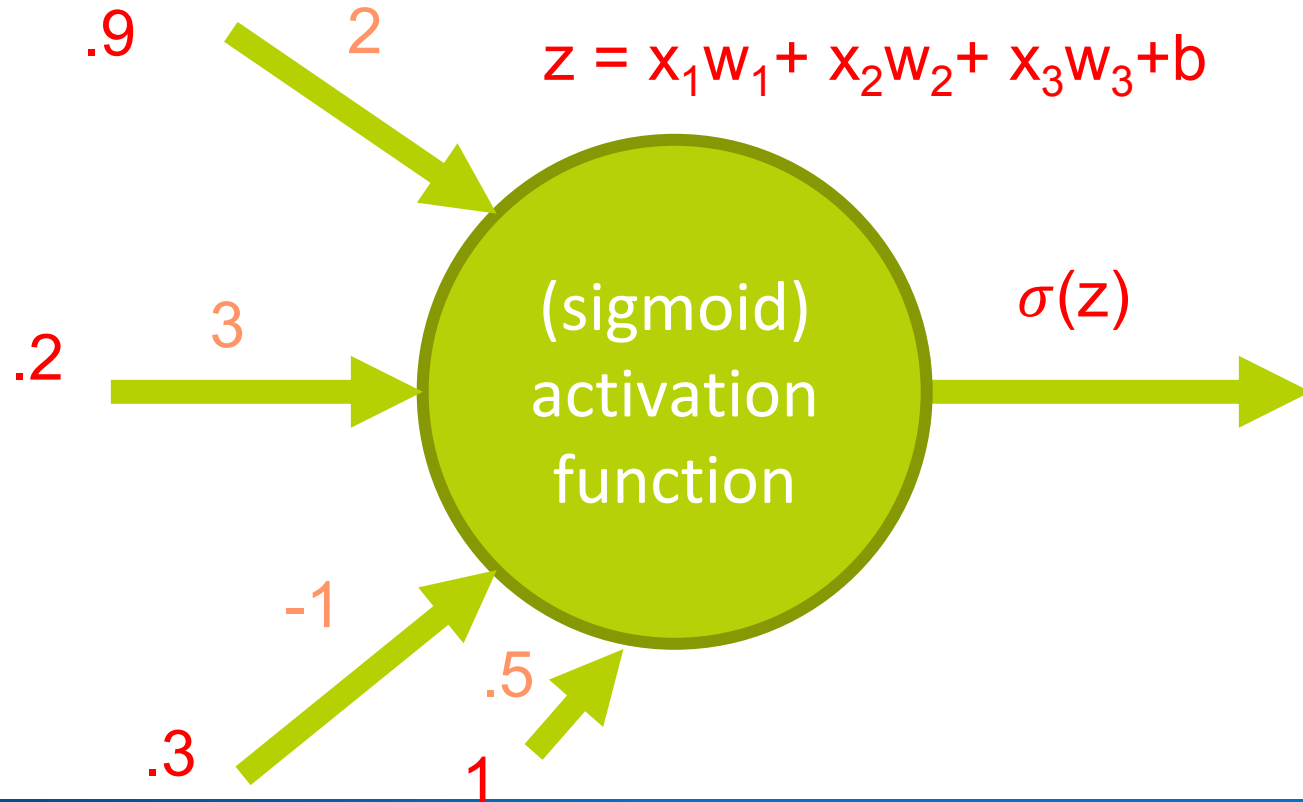 .9
2
z = x₁w₁+ x₂w₂+ x₃w₃+b
.2
3
(sigmoid)
activation
function
σ(z)
-1
.5
.3
1